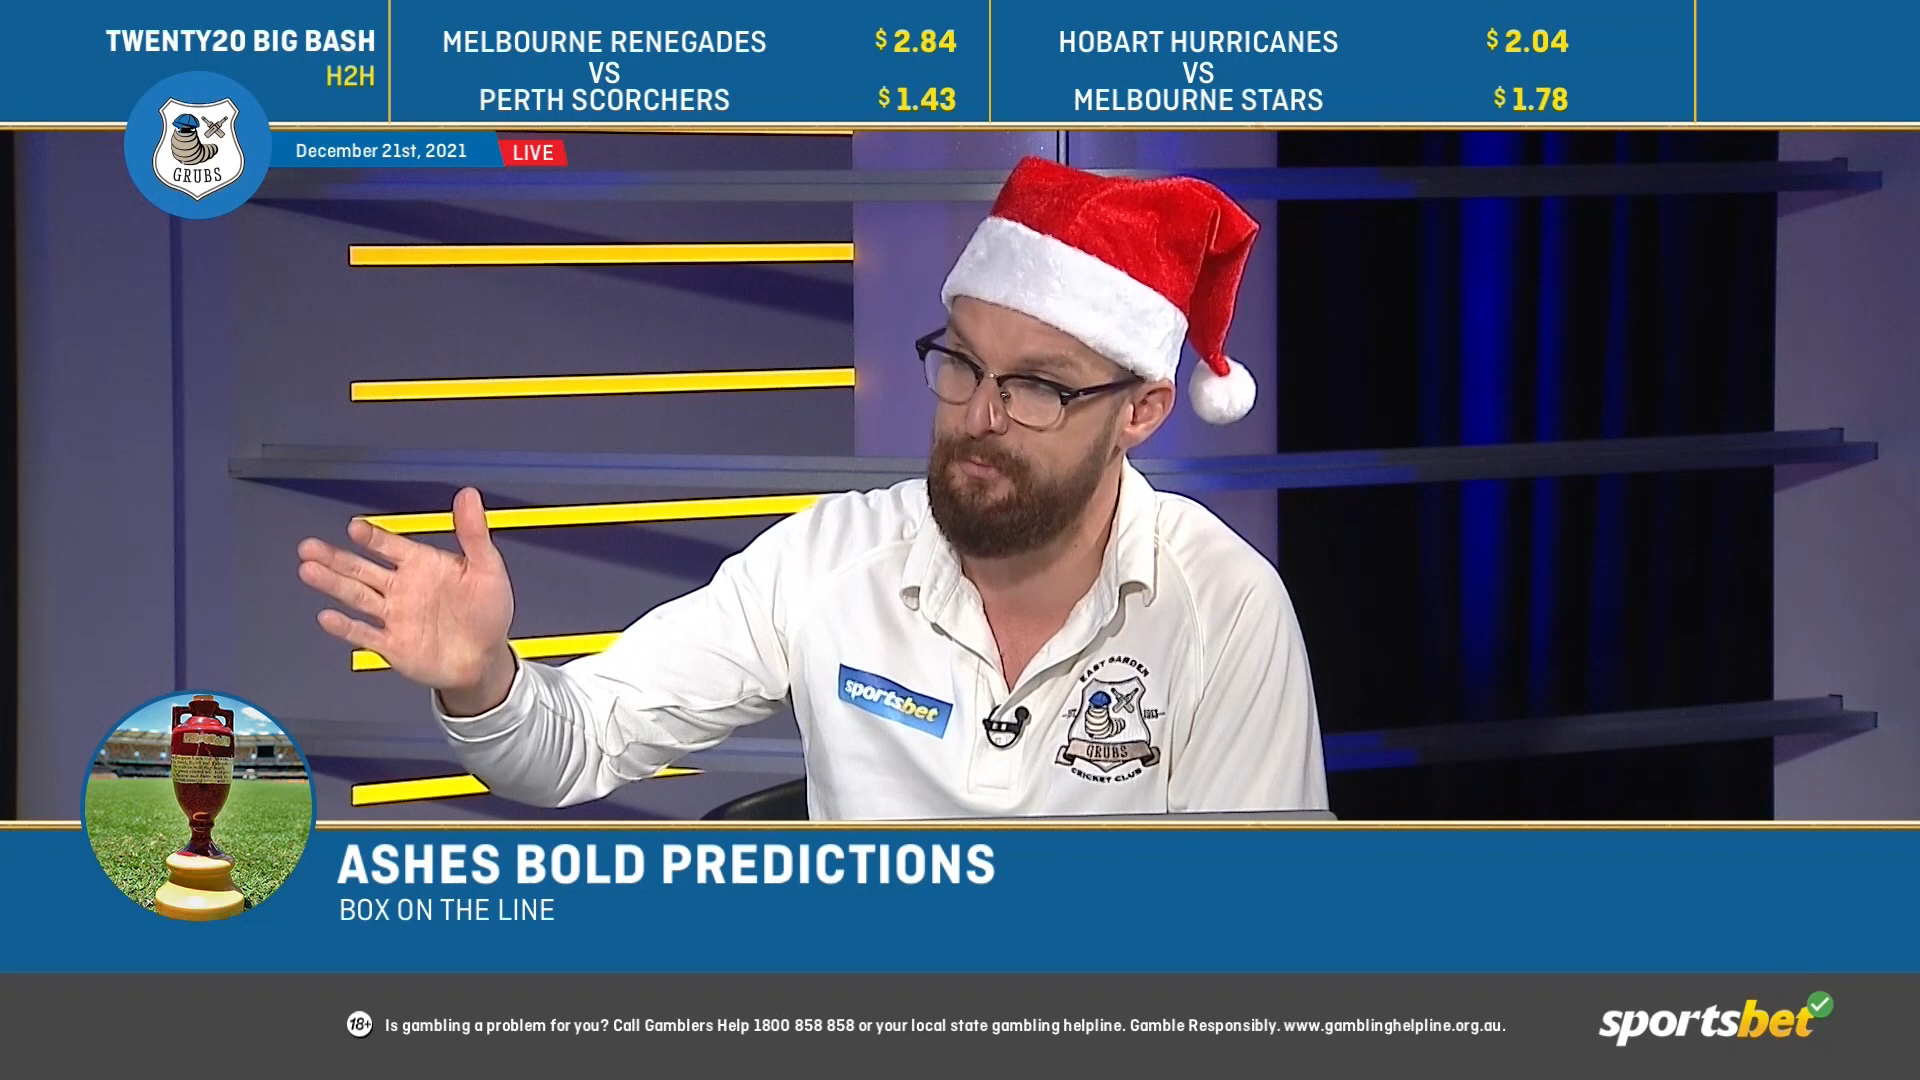 TWENTY20 BIG BASH
H2H
MELBOURNE RENEGADES $ 2.84
VS
PERTH SCORCHERS $ 1.43
HOBART HURRICANES $ 2.04
VS
MELBOURNE STARS $ 1.78
GRUBS
December 21st, 2021 LIVE
sportsbet
EAST GARDEN
GRUBS
CRICKET CLUB
ASHES BOLD PREDICTIONS
BOX ON THE LINE
18+ Is gambling a problem for you? Call Gamblers Help 1800 858 858 or your local state gambling helpline. Gamble Responsibly. www.gamblinghelpline.org.au.
sportsbet